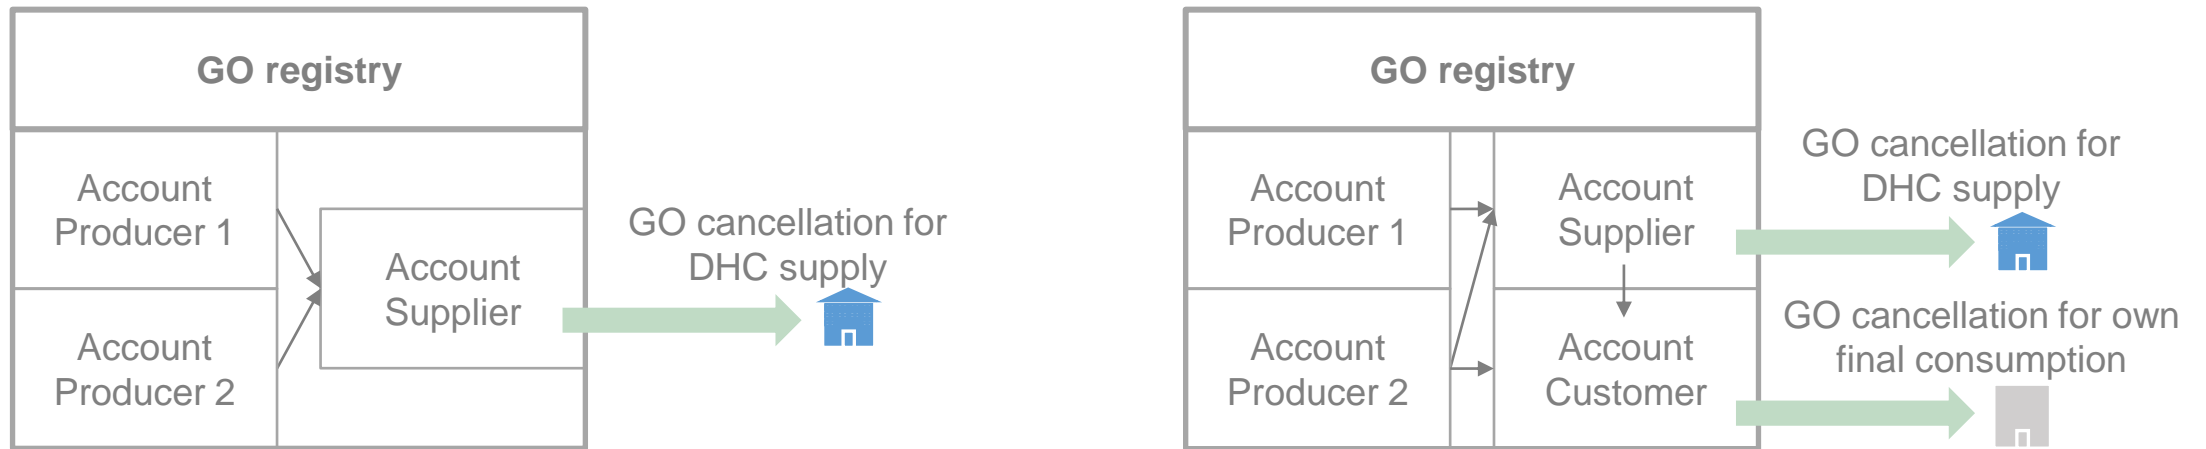 GO registry
Account
Producer 1
Account
Producer 2
Account
Supplier
GO cancellation for
DHC supply
GO registry
Account
Producer 1
Account
Producer 2
Account
Supplier
Account
Customer
GO cancellation for
DHC supply
GO cancellation for own
final consumption